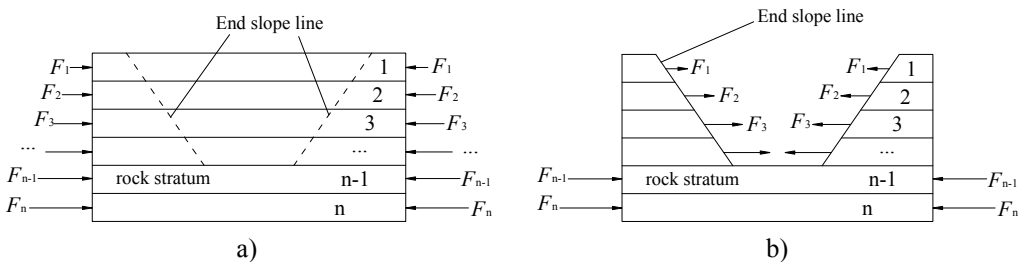 End slope line
F1 1 F1
F2 2 F2
F3 3 F3
... ... ...
Fn-1 rock stratum n-1 Fn-1
Fn n Fn
a)
End slope line
F1 F1 1
F2 F2 2
F3 F3 3
...
Fn-1 rock stratum n-1 Fn-1
Fn n Fn
b)